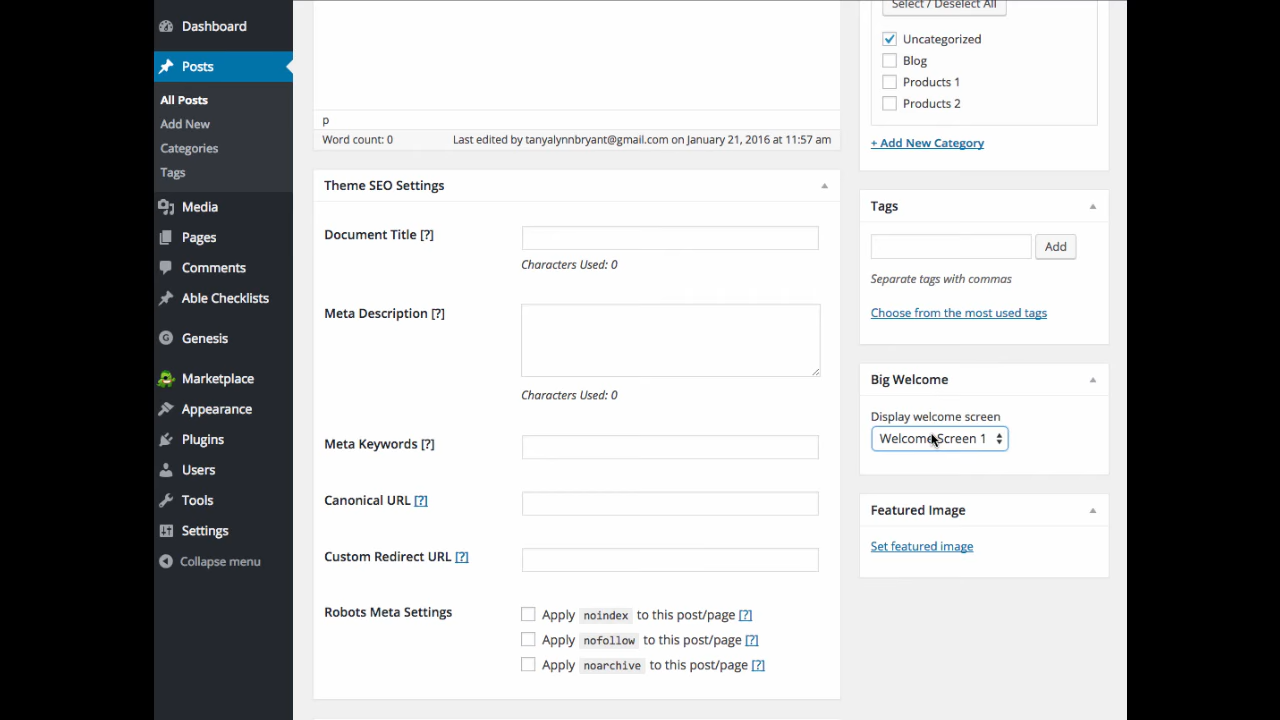 Dashboard
Posts
All Posts
Add New
Categories
Tags
Media
Pages
Comments
Able Checklists
Genesis
Marketplace
Appearance
Plugins
Users
Tools
Settings
Collapse menu
p
Word count: 0
Last edited by tanyalynnbryant@gmail.com on January 21, 2016 at 11:57 am
Theme SEO Settings
Document Title [?]
Characters Used: 0
Meta Description [?]
Characters Used: 0
Meta Keywords [?]
Canonical URL [?]
Custom Redirect URL [?]
Robots Meta Settings
Apply noindex to this post/page [?]
Apply nofollow to this post/page [?]
Apply noarchive to this post/page [?]
Select / Deselect All
Uncategorized
Blog
Products 1
Products 2
+ Add New Category
Tags
Add
Separate tags with commas
Choose from the most used tags
Big Welcome
Display welcome screen
Welcome Screen 1
Featured Image
Set featured image